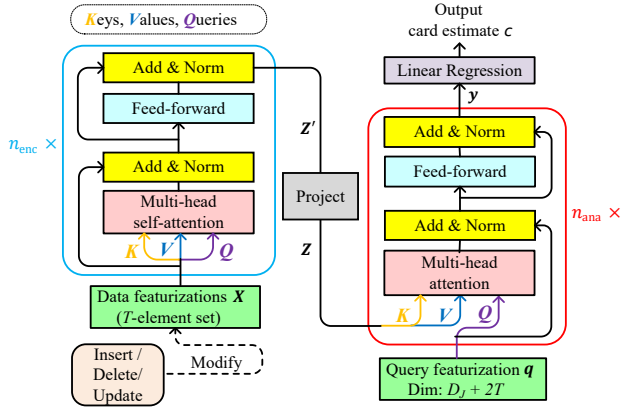 Keys, Values, Queries
Output
card estimate c
Linear Regression
y
Add & Norm
Feed-forward
n_enc ×
Add & Norm
Multi-head
self-attention
K V Q
Data featurizations X
(T-element set)
Insert /
Delete/
Update
Modify
Z'
Project
Z
Add & Norm
Feed-forward
n_ana ×
Add & Norm
Multi-head
attention
K V Q
Query featurization q
Dim: D_J + 2T